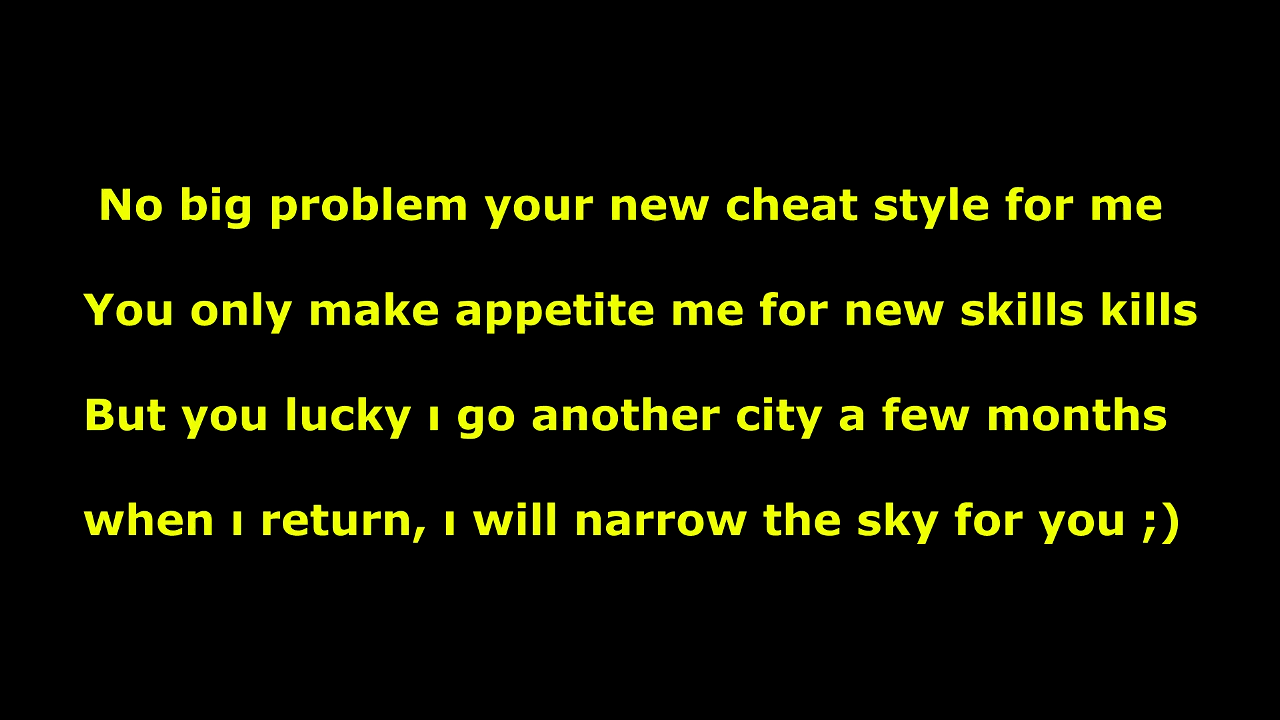 No big problem your new cheat style for me
You only make appetite me for new skills kills
But you lucky ı go another city a few months
when ı return, ı will narrow the sky for you ;)